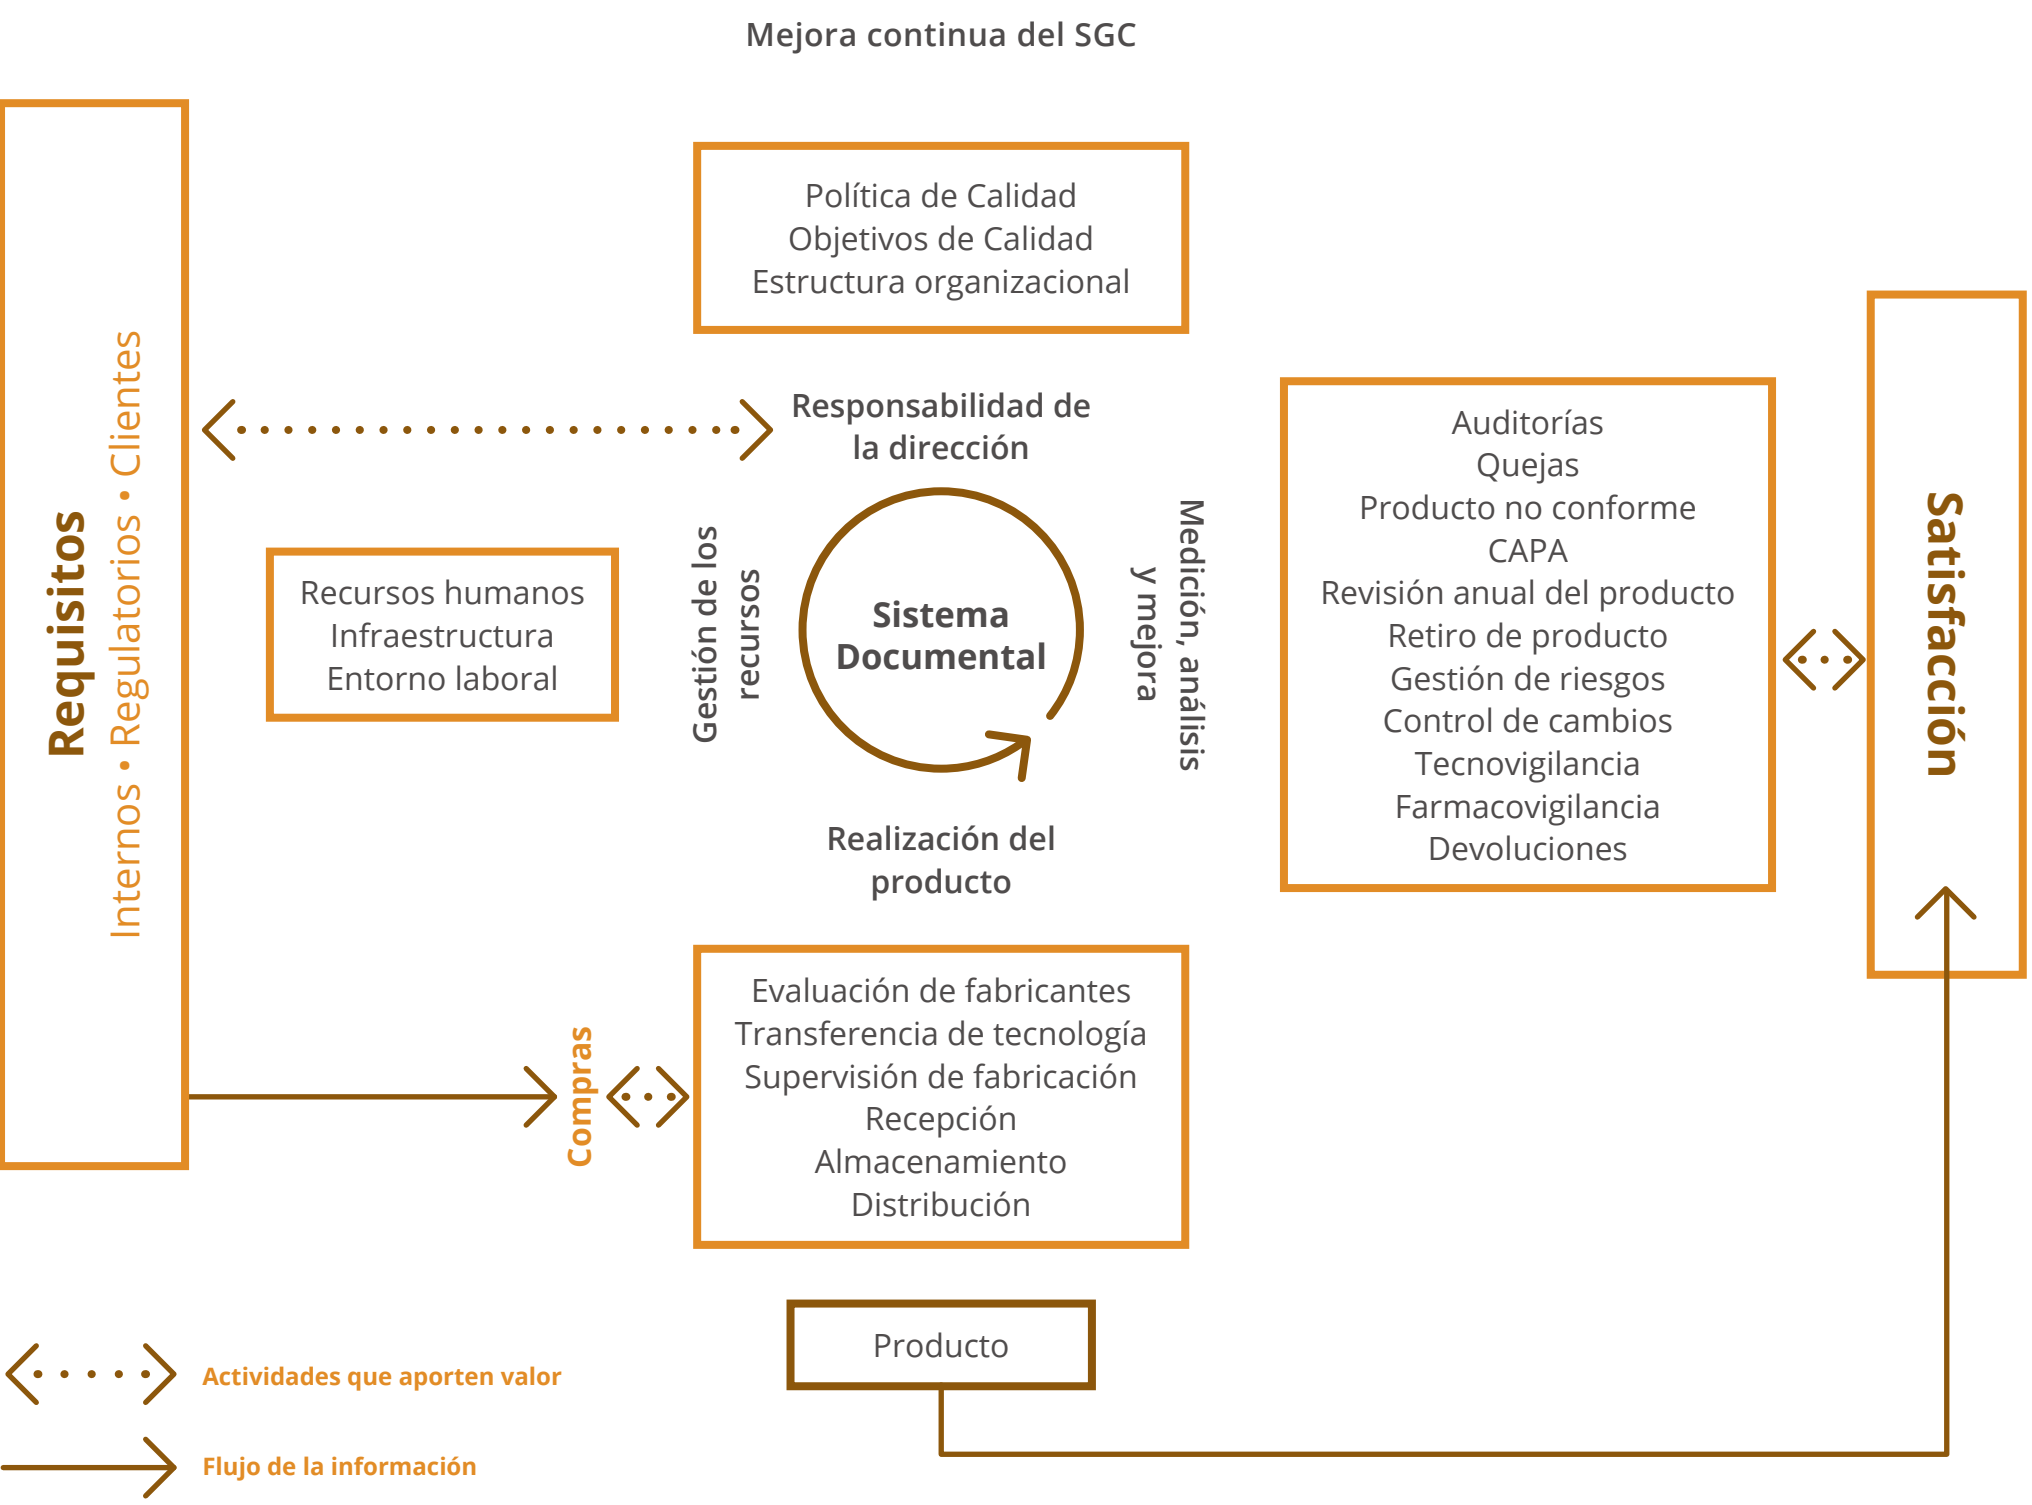 Mejora continua del SGC
Política de Calidad
Objetivos de Calidad
Estructura organizacional
Requisitos
Internos • Regulatorios • Clientes
Responsabilidad de
la dirección
Recursos humanos
Infraestructura
Entorno laboral
Gestión de los
recursos
Sistema
Documental
Medición, análisis
y mejora
Auditorías
Quejas
Producto no conforme
CAPA
Revisión anual del producto
Retiro de producto
Gestión de riesgos
Control de cambios
Tecnovigilancia
Farmacovigilancia
Devoluciones
Satisfacción
Realización del
producto
Compras
Evaluación de fabricantes
Transferencia de tecnología
Supervisión de fabricación
Recepción
Almacenamiento
Distribución
Producto
Actividades que aporten valor
Flujo de la información